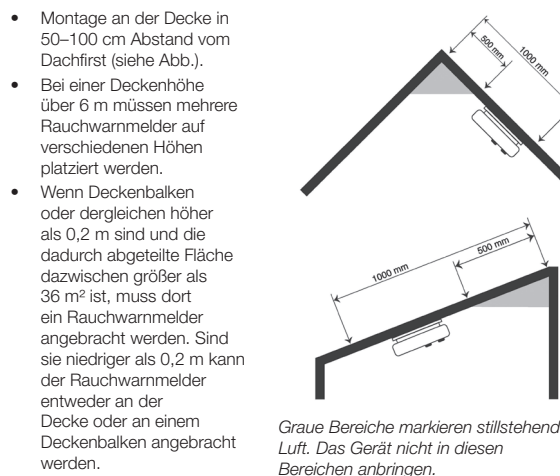 • Montage an der Decke in
50–100 cm Abstand vom
Dachfirst (siehe Abb.).
• Bei einer Deckenhöhe
über 6 m müssen mehrere
Rauchwarnmelder auf
verschiedenen Höhen
platziert werden.
• Wenn Deckenbalken
oder dergleichen höher
als 0,2 m sind und die
dadurch abgeteilte Fläche
dazwischen größer als
36 m² ist, muss dort
ein Rauchwarnmelder
angebracht werden. Sind
sie niedriger als 0,2 m kann
der Rauchwarnmelder
entweder an der
Decke oder an einem
Deckenbalken angebracht
werden.
500 mm
1000 mm
500 mm
1000 mm
Graue Bereiche markieren stillstehend
Luft. Das Gerät nicht in diesen
Bereichen anbringen.